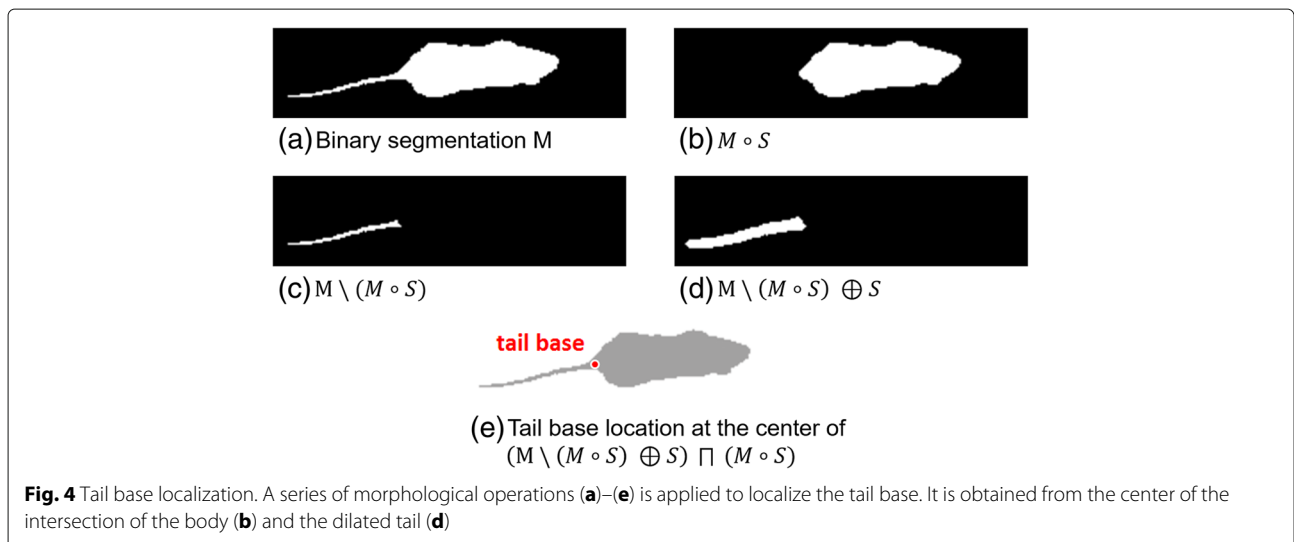 (a) Binary segmentation M
(b) M ∘ S
(c) M \ (M ∘ S)
(d) M \ (M ∘ S) ⊕ S
tail base
(e) Tail base location at the center of
(M \ (M ∘ S) ⊕ S) ⊓ (M ∘ S)
Fig. 4 Tail base localization. A series of morphological operations (a)–(e) is applied to localize the tail base. It is obtained from the center of the
intersection of the body (b) and the dilated tail (d)